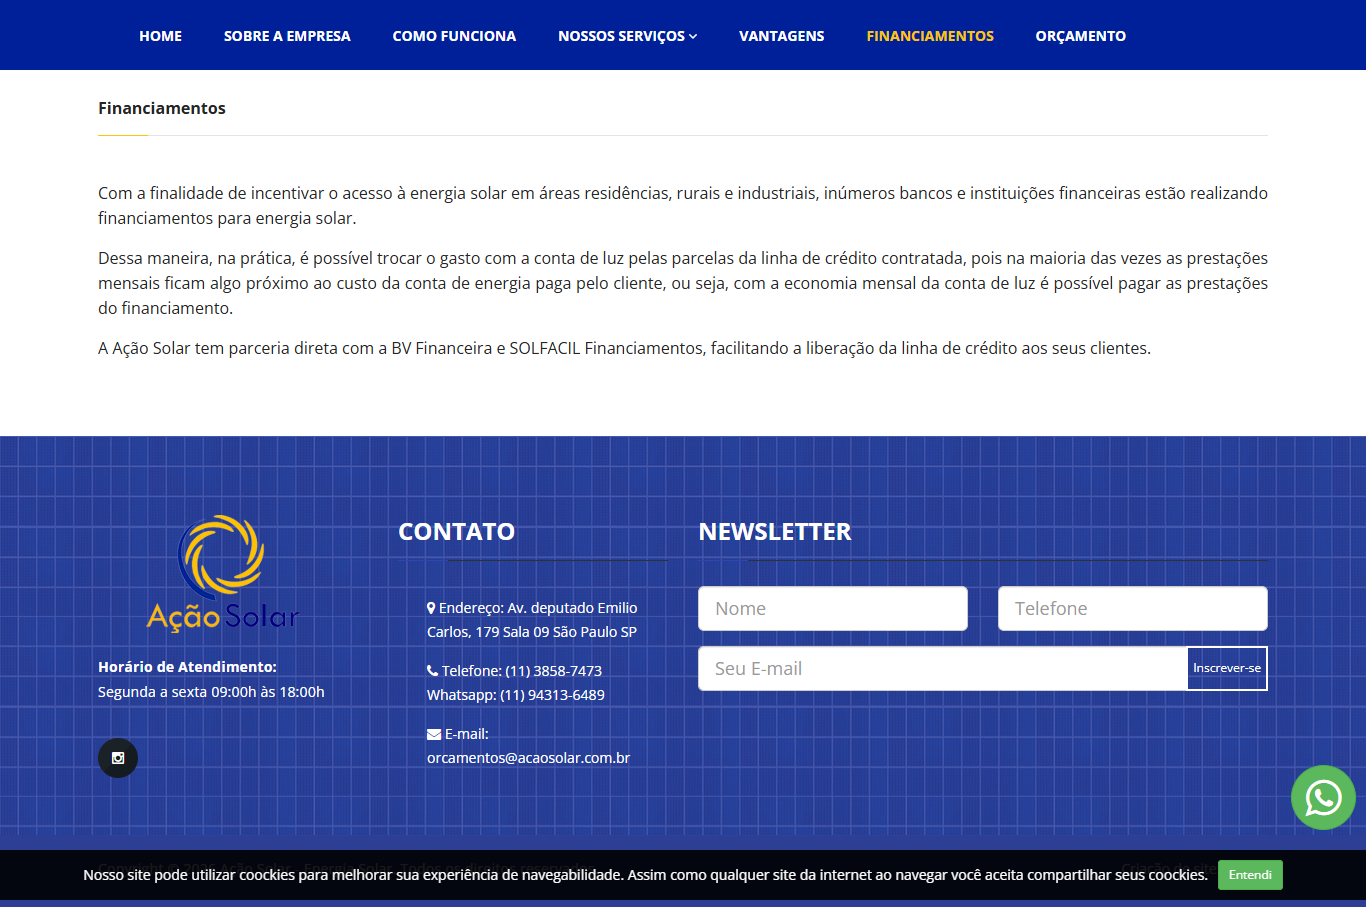 HOME SOBRE A EMPRESA COMO FUNCIONA NOSSOS SERVIÇOS VANTAGENS FINANCIAMENTOS ORÇAMENTO
Financiamentos
Com a finalidade de incentivar o acesso à energia solar em áreas residências, rurais e industriais, inúmeros bancos e instituições financeiras estão realizando
financiamentos para energia solar.
Dessa maneira, na prática, é possível trocar o gasto com a conta de luz pelas parcelas da linha de crédito contratada, pois na maioria das vezes as prestações
mensais ficam algo próximo ao custo da conta de energia paga pelo cliente, ou seja, com a economia mensal da conta de luz é possível pagar as prestações
do financiamento.
A Ação Solar tem parceria direta com a BV Financeira e SOLFACIL Financiamentos, facilitando a liberação da linha de crédito aos seus clientes.
Ação Solar
Horário de Atendimento:
Segunda a sexta 09:00h às 18:00h
CONTATO
Endereço: Av. deputado Emilio
Carlos, 179 Sala 09 São Paulo SP
Telefone: (11) 3858-7473
Whatsapp: (11) 94313-6489
E-mail:
orcamentos@acaosolar.com.br
NEWSLETTER
Nome Telefone
Seu E-mail Inscrever-se
Nosso site pode utilizar coockies para melhorar sua experiência de navegabilidade. Assim como qualquer site da internet ao navegar você aceita compartilhar seus coockies. Entendi